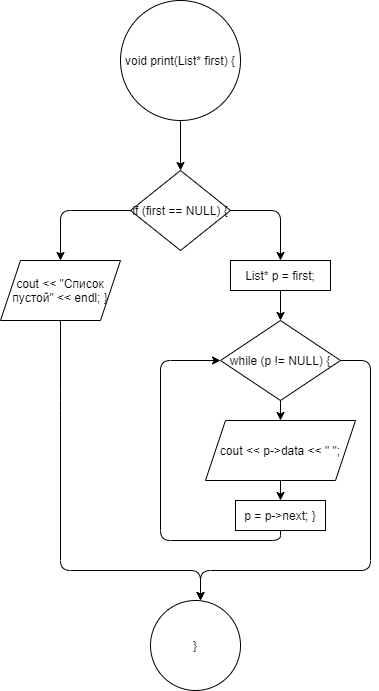 void print(List* first) {
if (first == NULL) {
cout << "Список
пустой" << endl; }
List* p = first;
while (p != NULL) {
cout << p->data << " ";
p = p->next; }
}